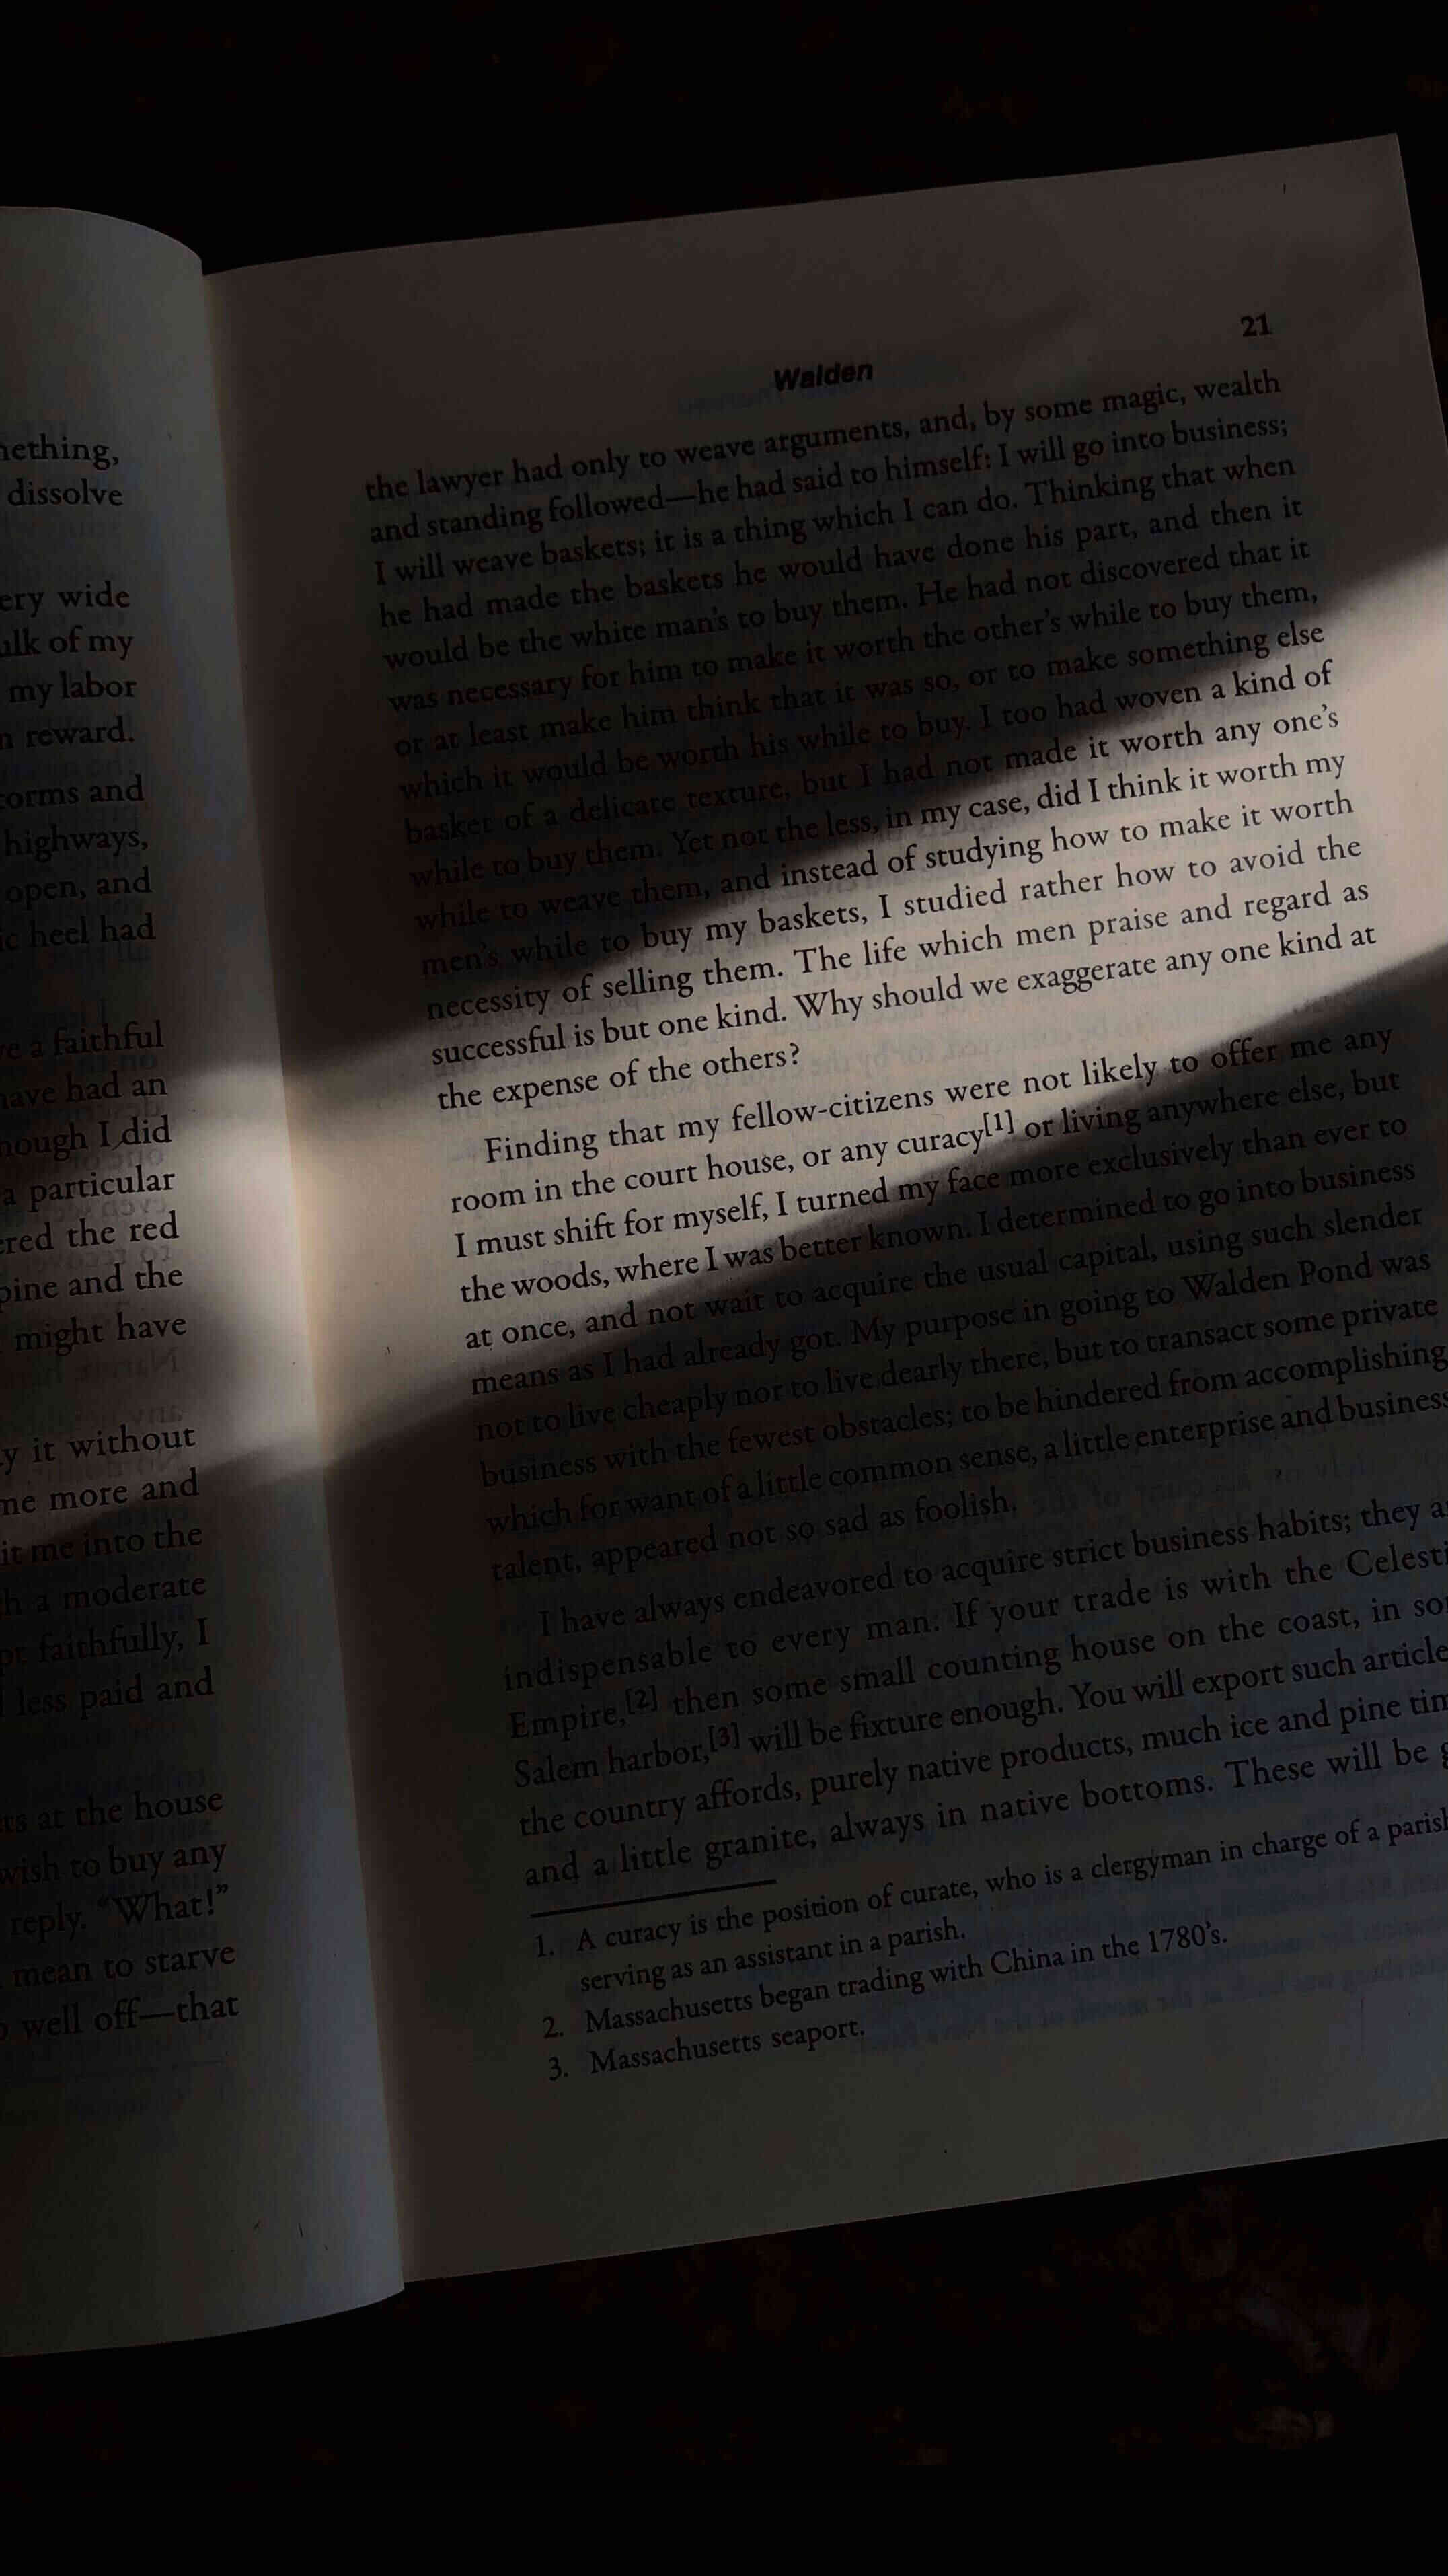 nething,
dissolve
ery wide
ulk of my
my labor
n reward.
orms and
highways,
open, and
ic heel had
ve a faithful
have had an
hough I did
a particular
ered the red
pine and the
might have
y it without
me more and
it me into the
h a moderate
pt faithfully, I
less paid and
ts at the house
wish to buy any
reply. “What!”
mean to starve
o well off—that
21
Walden
the lawyer had only to weave arguments, and, by some magic, wealth
and standing followed—he had said to himself: I will go into business;
I will weave baskets; it is a thing which I can do. Thinking that when
he had made the baskets he would have done his part, and then it
would be the white man's to buy them. He had not discovered that it
was necessary for him to make it worth the other's while to buy them,
or at least make him think that it was so, or to make something else
which it would be worth his while to buy. I too had woven a kind of
basket of a delicate texture, but I had not made it worth any one's
while to buy them. Yet not the less, in my case, did I think it worth my
while to weave them, and instead of studying how to make it worth
men's while to buy my baskets, I studied rather how to avoid the
necessity of selling them. The life which men praise and regard as
successful is but one kind. Why should we exaggerate any one kind at
the expense of the others?
Finding that my fellow-citizens were not likely to offer me any
room in the court house, or any curacy[1] or living anywhere else, but
I must shift for myself, I turned my face more exclusively than ever to
the woods, where I was better known. I determined to go into business
at once, and not wait to acquire the usual capital, using such slender
means as I had already got. My purpose in going to Walden Pond was
not to live cheaply nor to live dearly there, but to transact some private
business with the fewest obstacles; to be hindered from accomplishing
which for want of a little common sense, a little enterprise and business
talent, appeared not so sad as foolish.
I have always endeavored to acquire strict business habits; they a
indispensable to every man. If your trade is with the Celesti
Empire,[2] then some small counting house on the coast, in so
Salem harbor,[3] will be fixture enough. You will export such article
the country affords, purely native products, much ice and pine tim
and a little granite, always in native bottoms. These will be g
1. A curacy is the position of curate, who is a clergyman in charge of a parish
serving as an assistant in a parish.
2. Massachusetts began trading with China in the 1780's.
3. Massachusetts seaport.